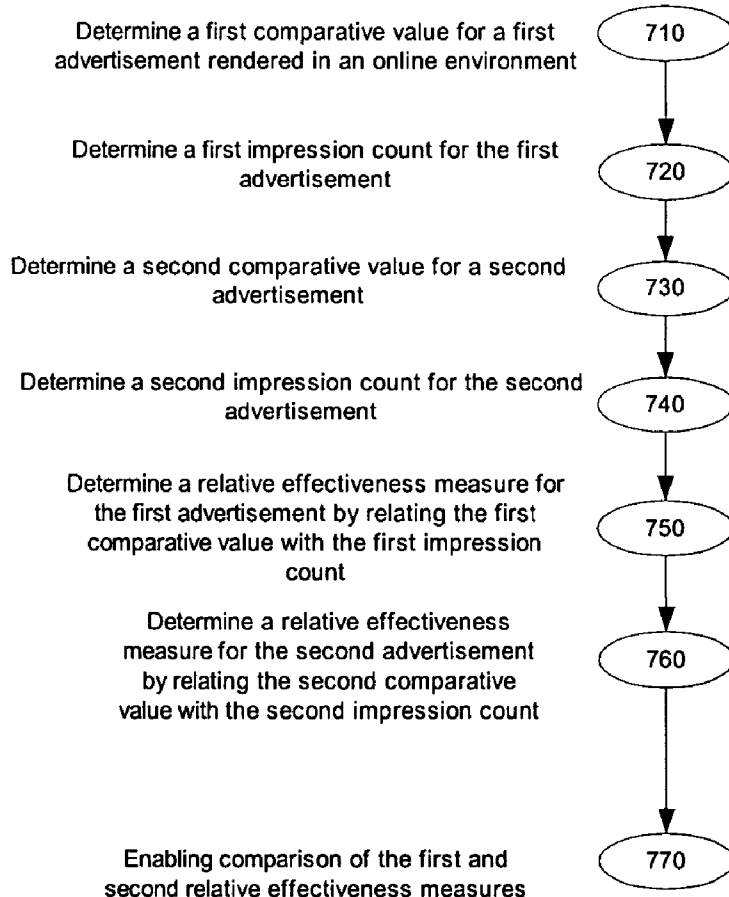 Determine a first comparative value for a first
advertisement rendered in an online environment
710
Determine a first impression count for the first
advertisement
720
Determine a second comparative value for a second
advertisement
730
Determine a second impression count for the second
advertisement
740
Determine a relative effectiveness measure for
the first advertisement by relating the first
comparative value with the first impression
count
750
Determine a relative effectiveness
measure for the second advertisement
by relating the second comparative
value with the second impression count
760
Enabling comparison of the first and
second relative effectiveness measures
770